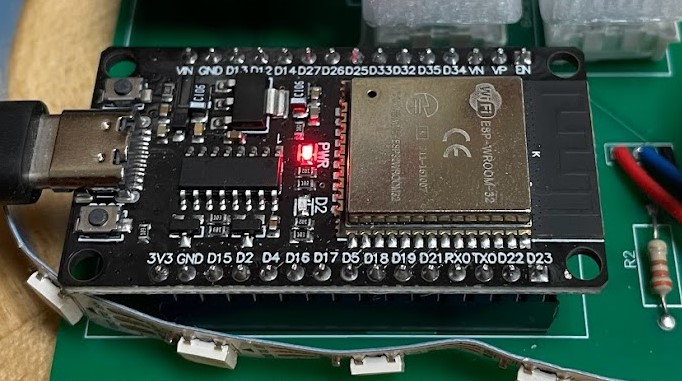 VIN GND D13 D12 D14 D27 D26 D25 D33 D32 D35 D34 VN VP EN
PWR
D2
WiFi
ESP-WROOM-32
CE
R2
3V3 GND D15 D2 D4 D16 D17 D5 D18 D19 D21 RX0 TX0 D22 D23